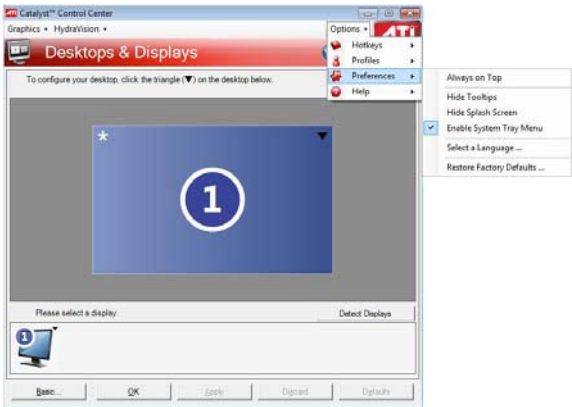 ATI Catalyst™ Control Center
Graphics HydraVision Options
ATI
Desktops & Displays
Hotkeys
Profiles
Preferences
Help
Always on Top
Hide Tooltips
Hide Splash Screen
Enable System Tray Menu
Select a Language ...
Restore Factory Defaults ...
To configure your desktop, click the triangle (▼) on the desktop below.
*
1
Please select a display.
Detect Displays
1
Basic...
OK
Apply
Discard
Defaults